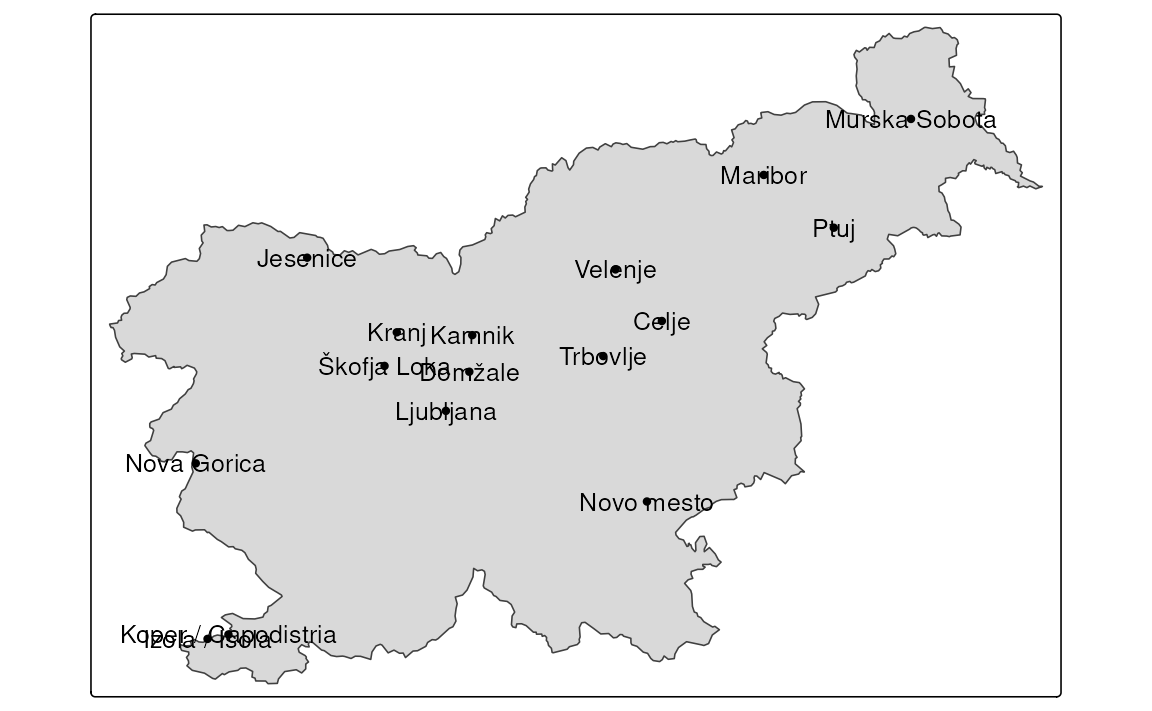 Murska Sobota
Maribor
Ptuj
Jesenice
Velenje
Celje
Kranj
Kamnik
Trbovlje
Škofja Loka
Domžale
Ljubljana
Nova Gorica
Novo mesto
Koper / Capodistria
Izola / Isola